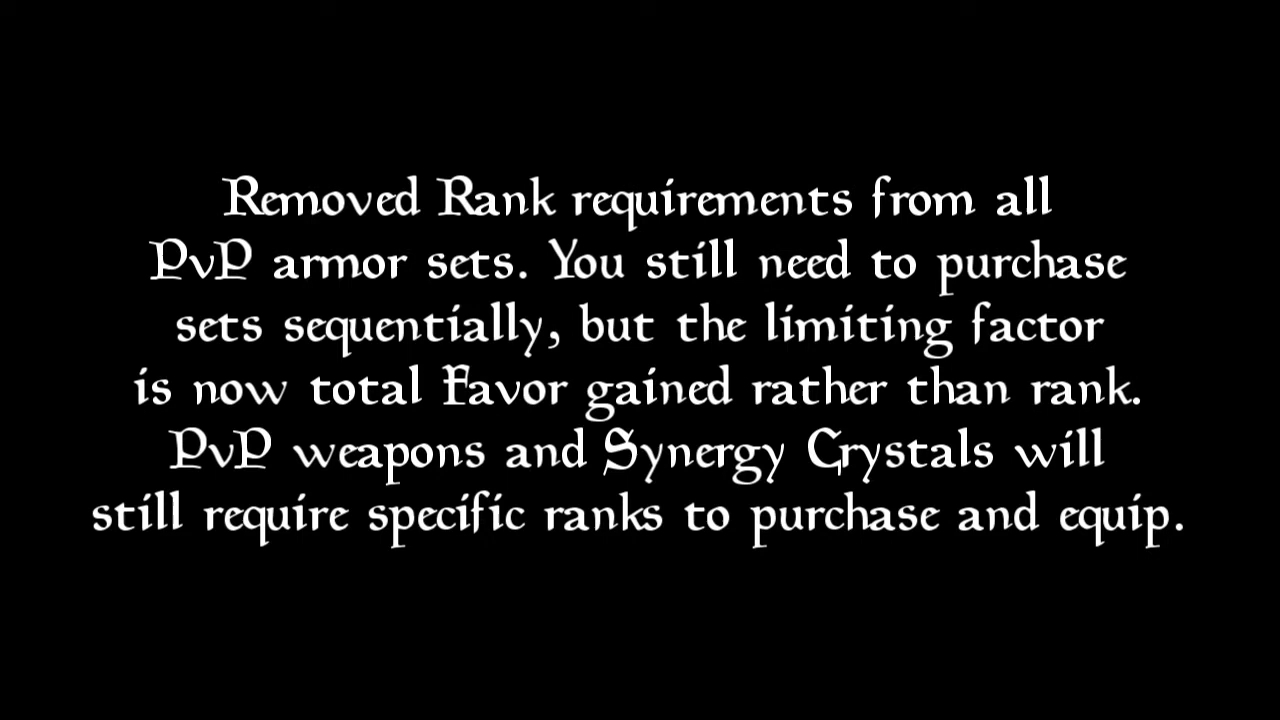 Removed Rank requirements from all
PvP armor sets. You still need to purchase
sets sequentially, but the limiting factor
is now total Favor gained rather than rank.
PvP weapons and Synergy Crystals will
still require specific ranks to purchase and equip.